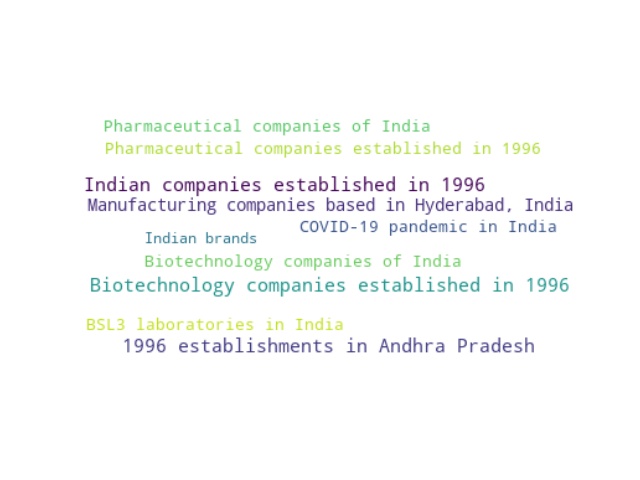 Pharmaceutical companies of India
Pharmaceutical companies established in 1996
Indian companies established in 1996
Manufacturing companies based in Hyderabad, India
COVID-19 pandemic in India
Indian brands
Biotechnology companies of India
Biotechnology companies established in 1996
BSL3 laboratories in India
1996 establishments in Andhra Pradesh